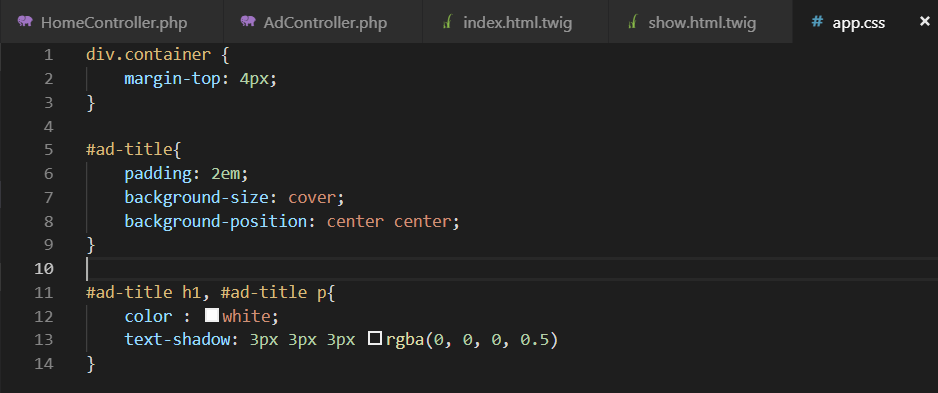 HomeController.php AdController.php index.html.twig show.html.twig # app.css ×
1 div.container {
2 margin-top: 4px;
3 }
4
5 #ad-title{
6 padding: 2em;
7 background-size: cover;
8 background-position: center center;
9 }
10
11 #ad-title h1, #ad-title p{
12 color : white;
13 text-shadow: 3px 3px 3px rgba(0, 0, 0, 0.5)
14 }